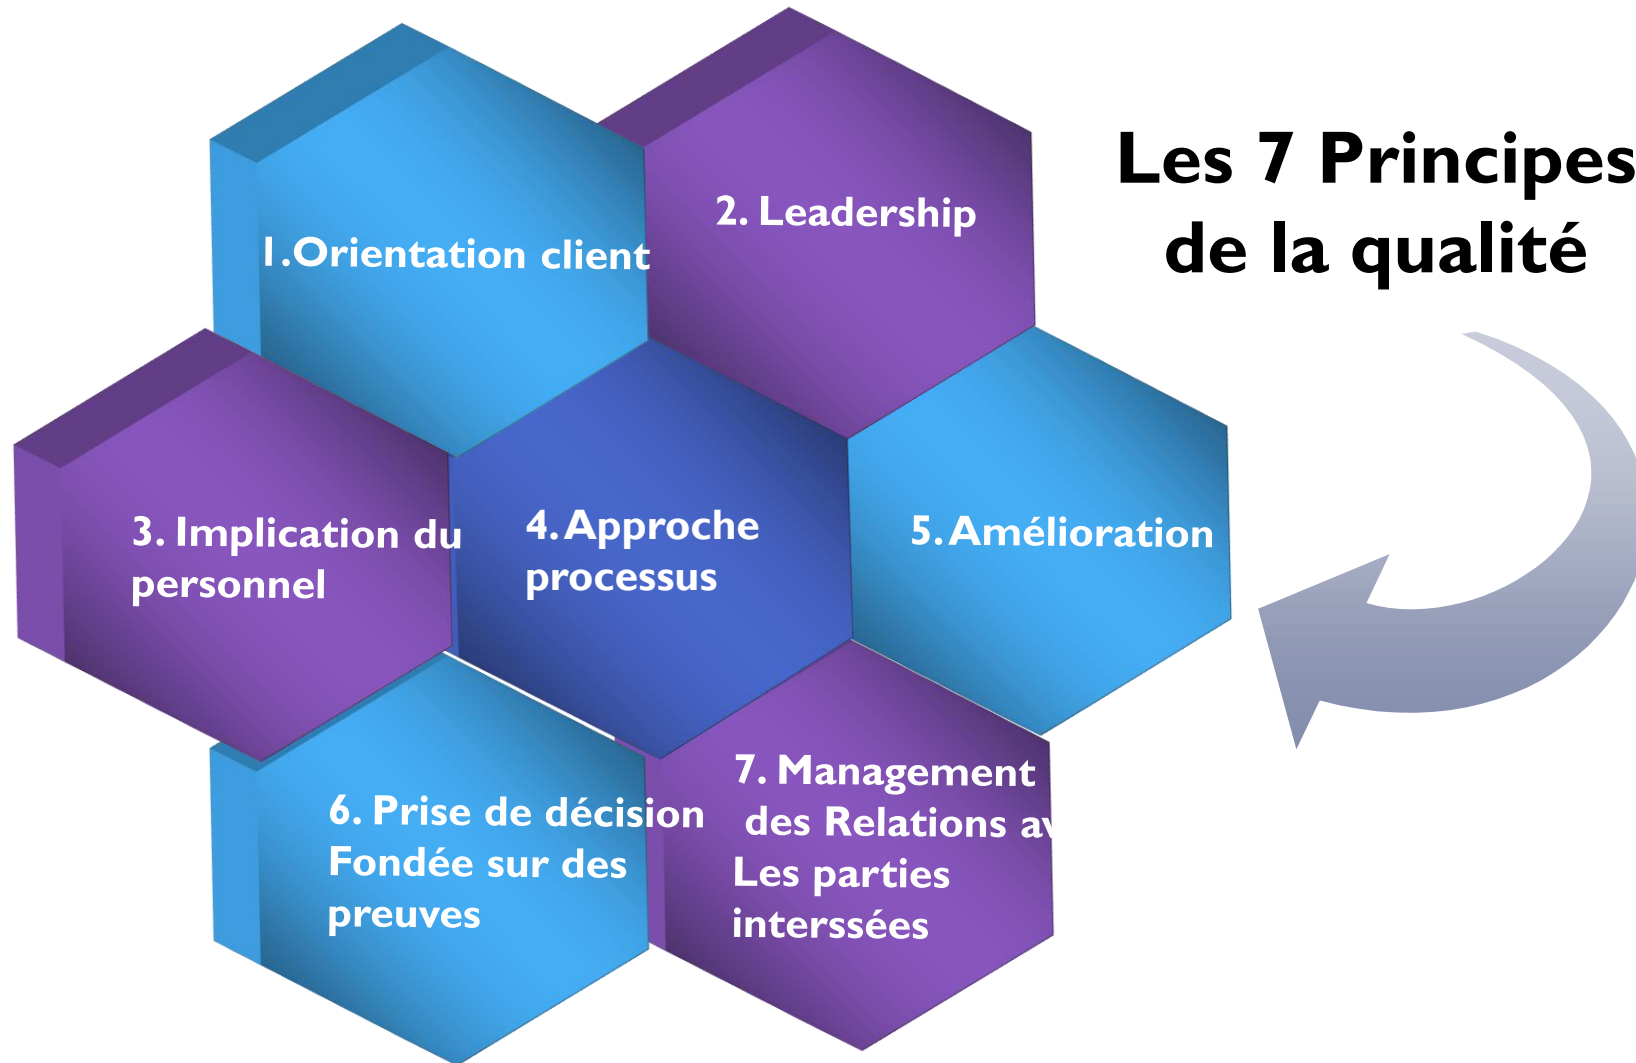 Les 7 Principes
de la qualité
1.Orientation client
2. Leadership
3. Implication du
personnel
4. Approche
processus
5. Amélioration
6. Prise de décision
Fondée sur des
preuves
7. Management
des Relations av
Les parties
interssées